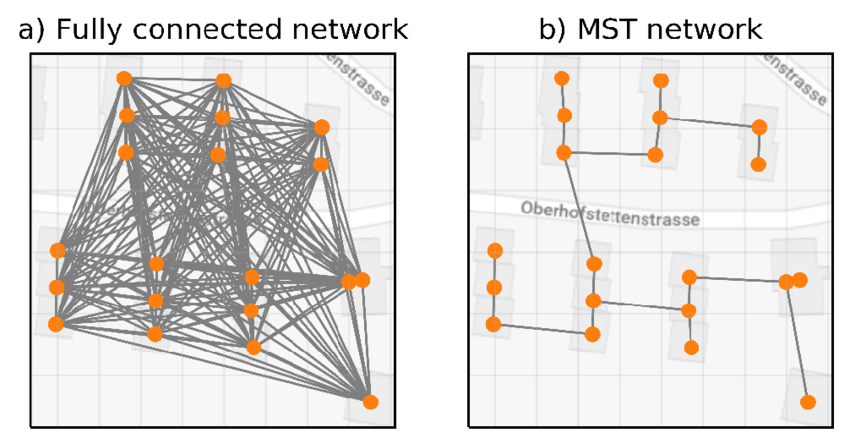 a) Fully connected network
b) MST network
enstrasse
enstrasse
Oberhofstettenstrasse